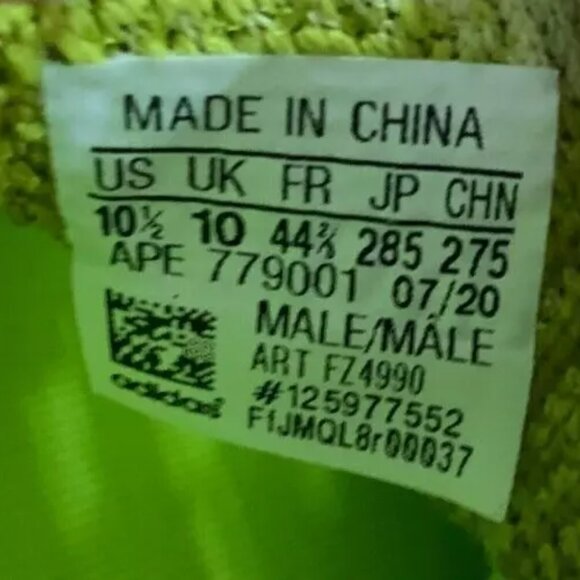 MADE IN CHINA
US UK FR JP CHN
10½ 10 44⅔ 285 275
APE 779001 07/20
MALE/MÂLE
ART FZ4990
#125977552
F1JMQL8r00037
adidas